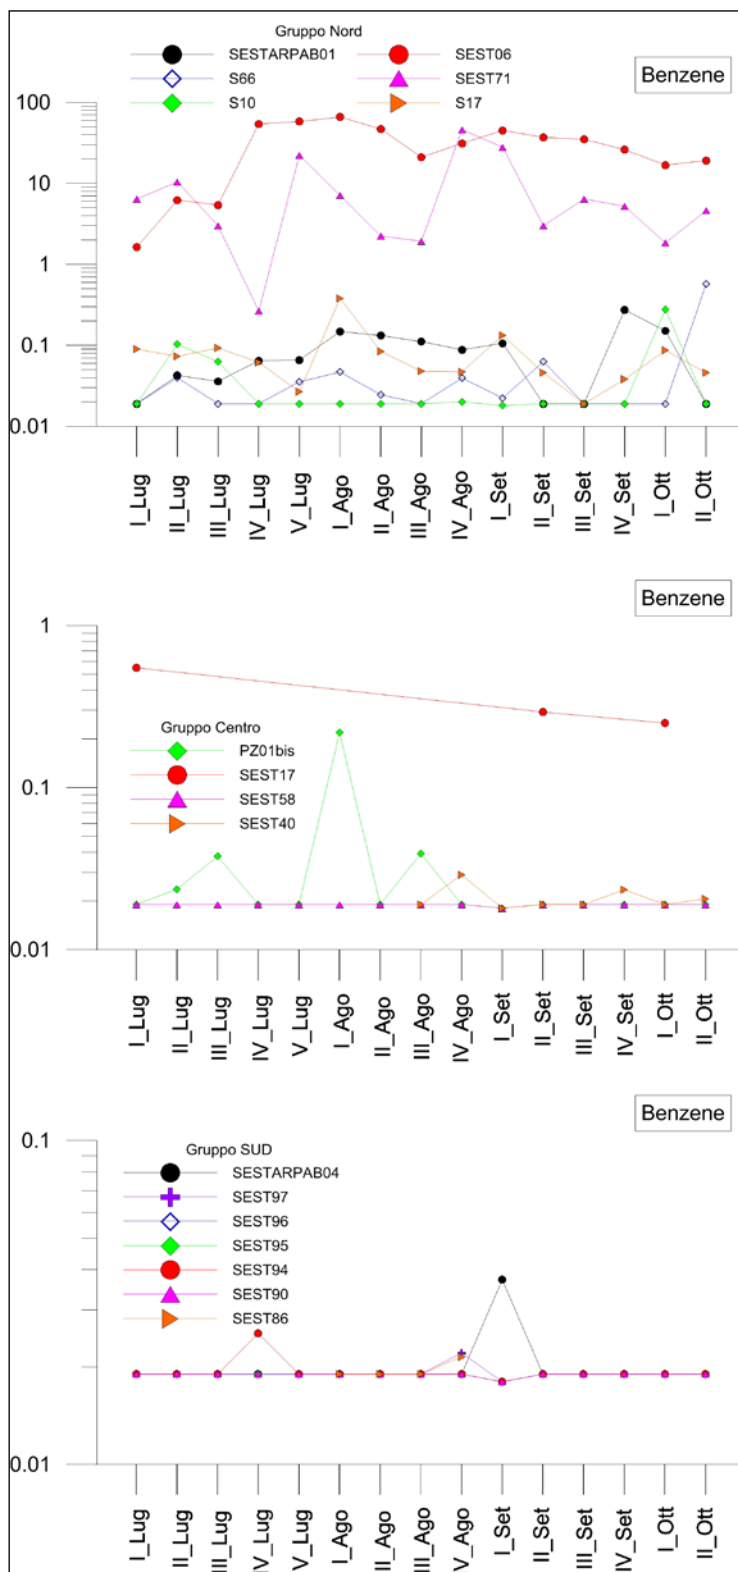 Gruppo Nord
SESTARPAB01 SEST06
S66 SEST71
S10 S17
Benzene
100
10
1
0.1
0.01
I_Lug II_Lug III_Lug IV_Lug V_Lug I_Ago II_Ago III_Ago IV_Ago I_Set II_Set III_Set IV_Set I_Ott II_Ott
Benzene
1
Gruppo Centro
PZ01bis
SEST17
SEST58
SEST40
0.1
0.01
I_Lug II_Lug III_Lug IV_Lug V_Lug I_Ago II_Ago III_Ago IV_Ago I_Set II_Set III_Set IV_Set I_Ott II_Ott
Benzene
0.1
Gruppo SUD
SESTARPAB04
SEST97
SEST96
SEST95
SEST94
SEST90
SEST86
0.01
I_Lug II_Lug III_Lug IV_Lug V_Lug I_Ago II_Ago III_Ago IV_Ago I_Set II_Set III_Set IV_Set I_Ott II_Ott